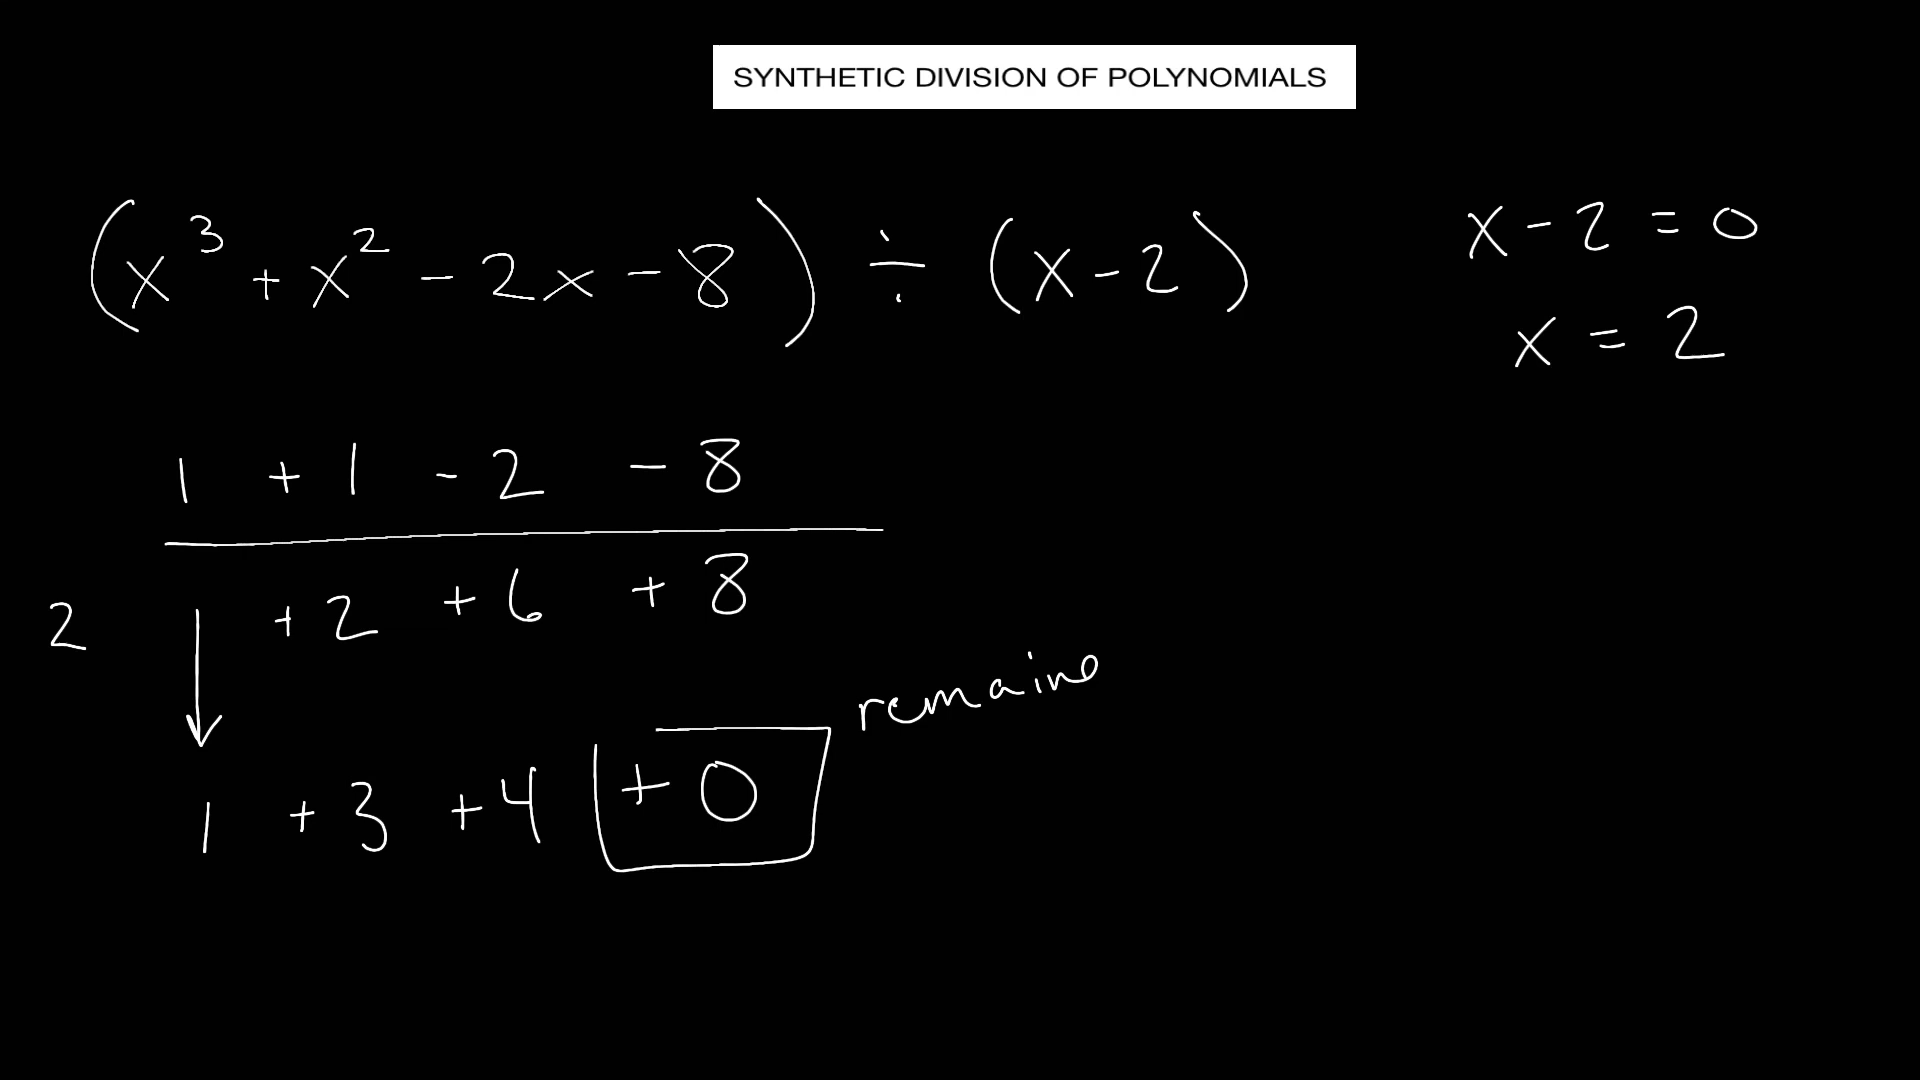 SYNTHETIC DIVISION OF POLYNOMIALS
(x³ + x² - 2x - 8) ÷ (x - 2)
x - 2 = 0
x = 2
1 + 1 - 2 - 8
2 + 2 + 6 + 8
remaine
1 + 3 + 4 + 0